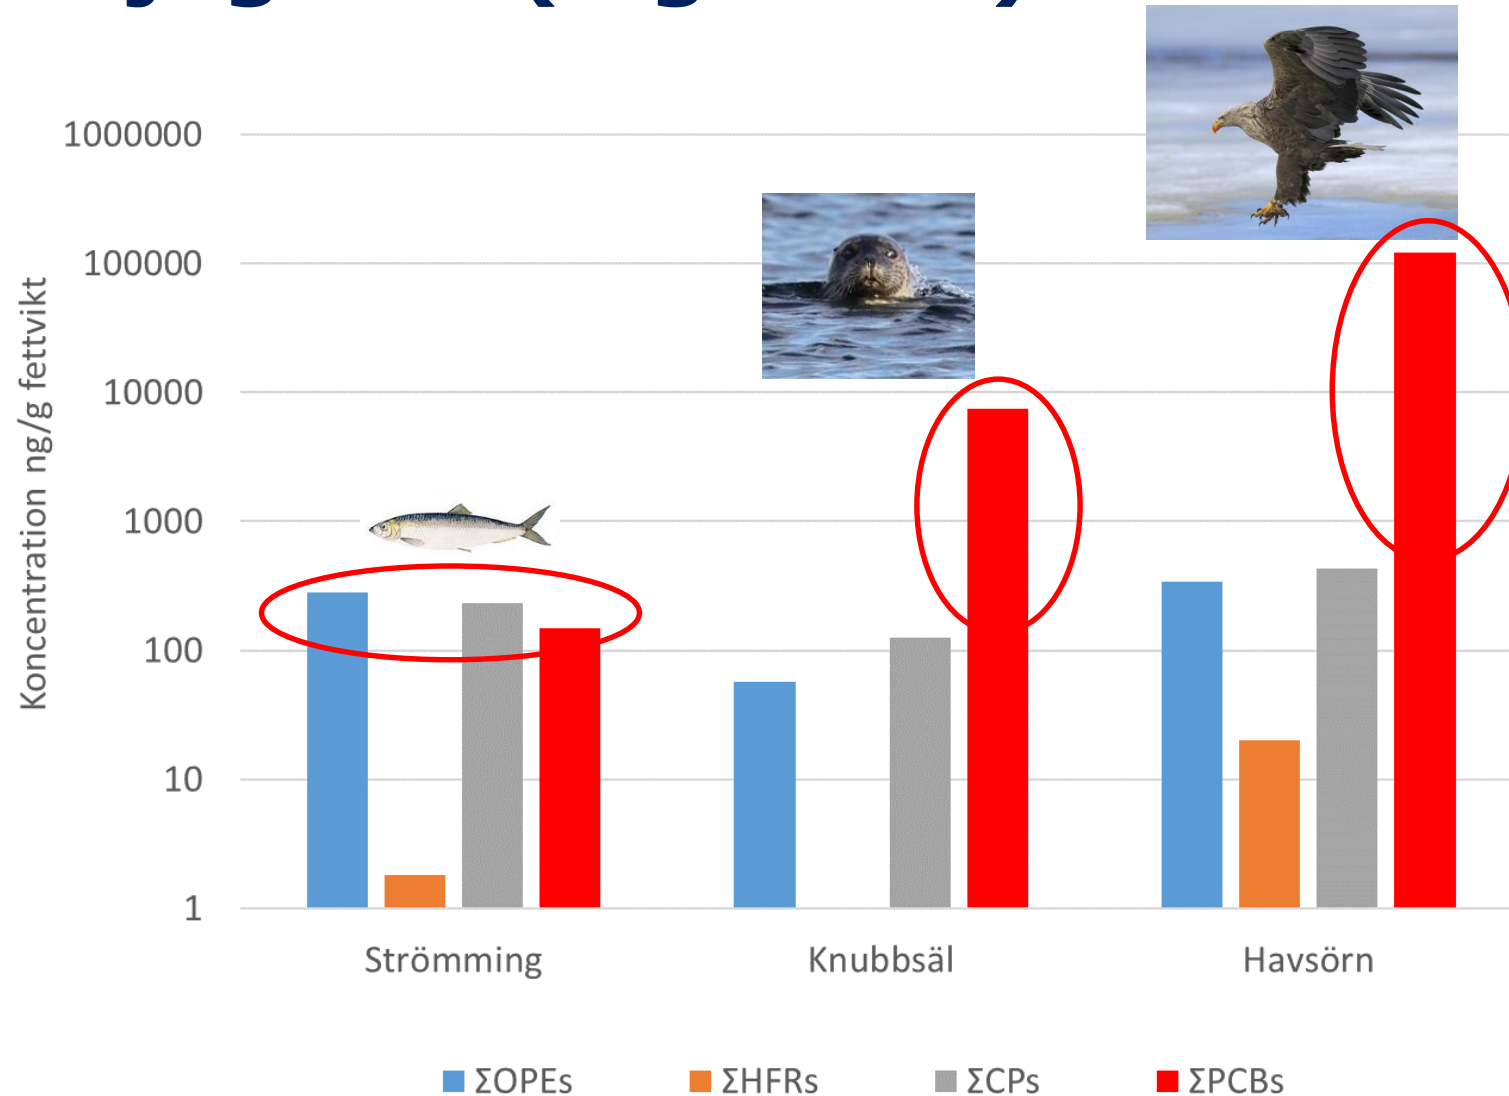 1000000
100000
10000
1000
100
10
1
Koncentration ng/g fettvikt
Strömming Knubbsäl Havsörn
ΣOPEs ΣHFRs ΣCPs ΣPCBs